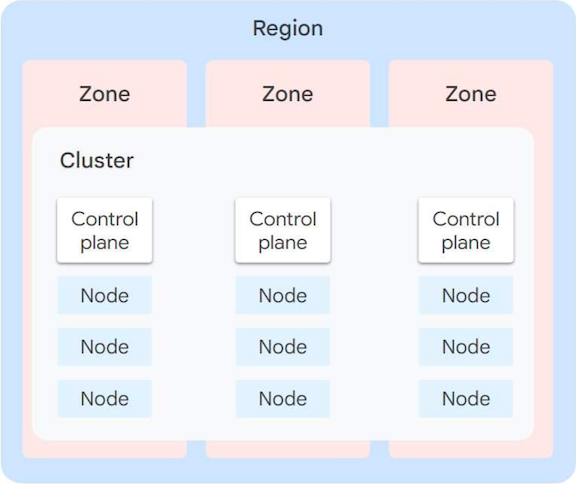 Region
Zone Zone Zone
Cluster
Control Control Control
plane plane plane
Node Node Node
Node Node Node
Node Node Node